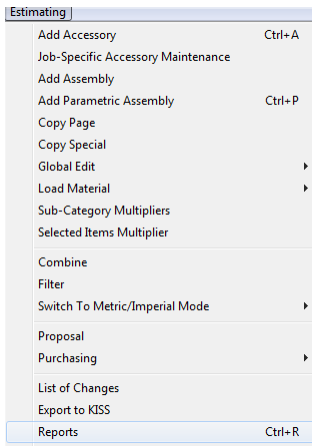 Estimating
Add Accessory Ctrl+A
Job-Specific Accessory Maintenance
Add Assembly
Add Parametric Assembly Ctrl+P
Copy Page
Copy Special
Global Edit
Load Material
Sub-Category Multipliers
Selected Items Multiplier
Combine
Filter
Switch To Metric/Imperial Mode
Proposal
Purchasing
List of Changes
Export to KISS
Reports Ctrl+R